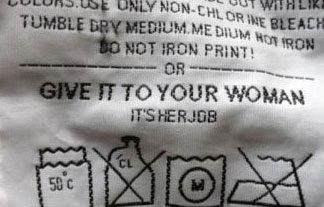 COLORS. USE ONLY NON-CHLORINE BLEACH
TUMBLE DRY MEDIUM. MEDIUM HOT IRON
DO NOT IRON PRINT!
OR
GIVE IT TO YOUR WOMAN
IT'S HER JOB
50°C
CL
M